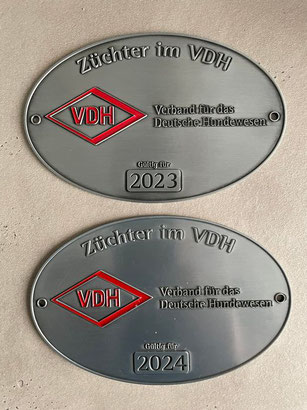 Züchter im VDH
VDH
Verband für das
Deutsche Hundewesen
Gültig für:
2023
Züchter im VDH
VDH
Verband für das
Deutsche Hundewesen
Gültig für:
2024